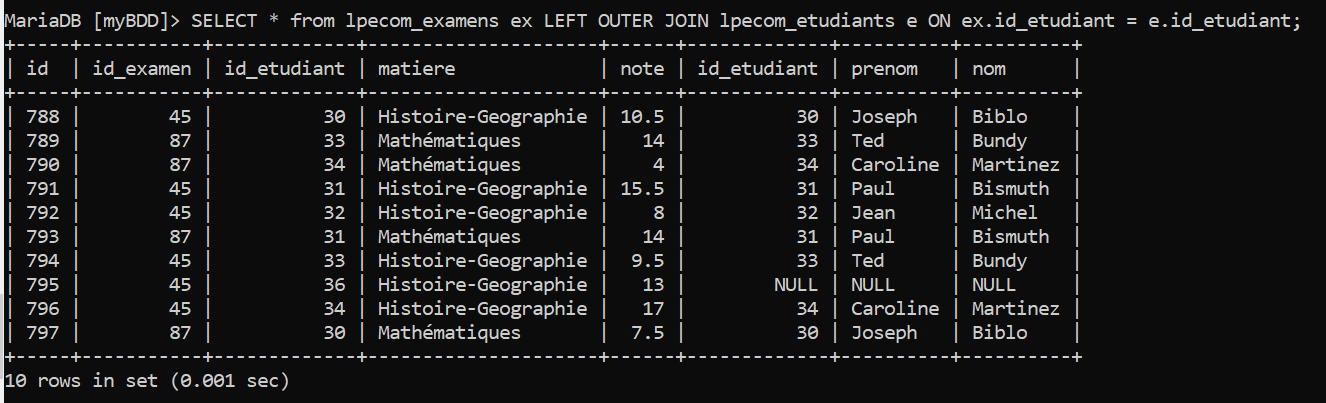 MariaDB [myBDD]> SELECT * from lpecom_examens ex LEFT OUTER JOIN lpecom_etudiants e ON ex.id_etudiant = e.id_etudiant;
+-----+-----------+-------------+---------------------+------+-------------+----------+----------+
| id  | id_examen | id_etudiant | matiere             | note | id_etudiant | prenom   | nom      |
+-----+-----------+-------------+---------------------+------+-------------+----------+----------+
| 788 |        45 |          30 | Histoire-Geographie | 10.5 |          30 | Joseph   | Biblo    |
| 789 |        87 |          33 | Mathématiques       |   14 |          33 | Ted      | Bundy    |
| 790 |        87 |          34 | Mathématiques       |    4 |          34 | Caroline | Martinez |
| 791 |        45 |          31 | Histoire-Geographie | 15.5 |          31 | Paul     | Bismuth  |
| 792 |        45 |          32 | Histoire-Geographie |    8 |          32 | Jean     | Michel   |
| 793 |        87 |          31 | Mathématiques       |   14 |          31 | Paul     | Bismuth  |
| 794 |        45 |          33 | Histoire-Geographie |  9.5 |          33 | Ted      | Bundy    |
| 795 |        45 |          36 | Histoire-Geographie |   13 |        NULL | NULL     | NULL     |
| 796 |        45 |          34 | Histoire-Geographie |   17 |          34 | Caroline | Martinez |
| 797 |        87 |          30 | Mathématiques       |  7.5 |          30 | Joseph   | Biblo    |
+-----+-----------+-------------+---------------------+------+-------------+----------+----------+
10 rows in set (0.001 sec)